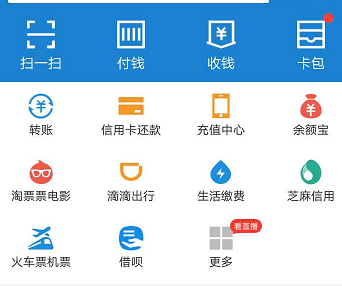 扫一扫 付钱 收钱 卡包
转账 信用卡还款 充值中心 余额宝
淘票票电影 滴滴出行 生活缴费 芝麻信用
看直播
火车票机票 借呗 更多